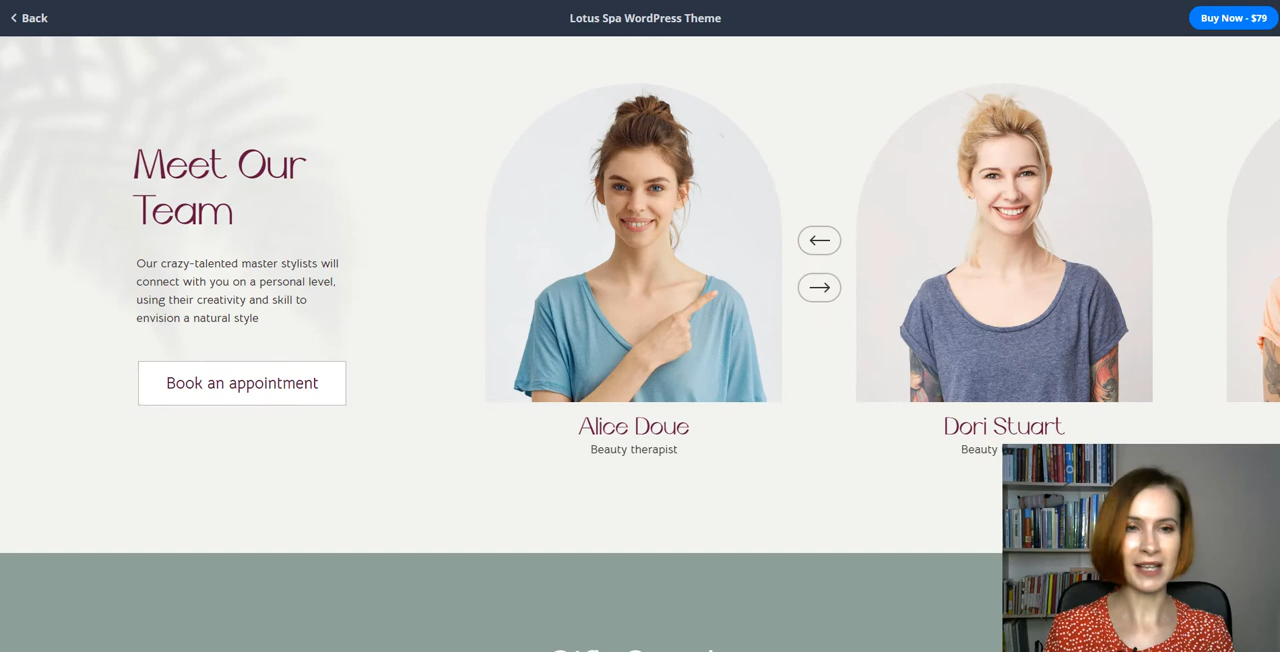 Back
Lotus Spa WordPress Theme
Buy Now - $79
Meet Our
Team
Our crazy-talented master stylists will
connect with you on a personal level,
using their creativity and skill to
envision a natural style
Book an appointment
Alice Doue
Beauty therapist
Dori Stuart
Beauty